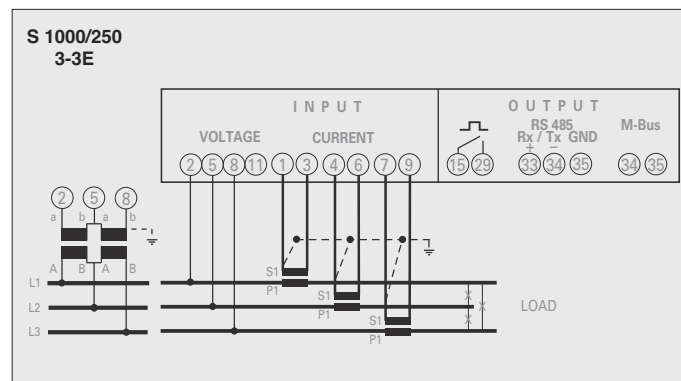 S 1000/250
3-3E
INPUT
OUTPUT
VOLTAGE CURRENT
RS 485
Rx / Tx GND
+ −
M-Bus
2 5 8 11 1 3 4 6 7 9 15 29 33 34 35 34 35
2 5 8
a b a b
A B A B
L1
L2
L3
S1
P1
S1
P1
S1
P1
LOAD